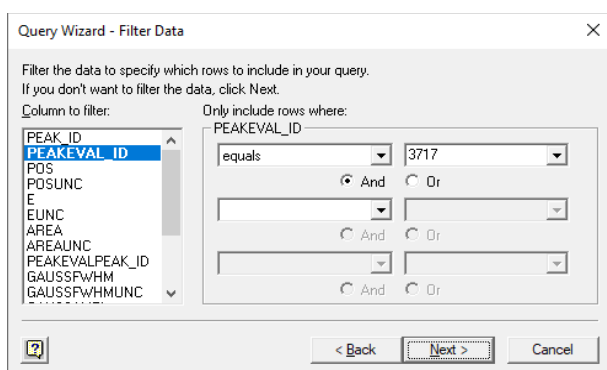 Query Wizard - Filter Data
Filter the data to specify which rows to include in your query.
If you don't want to filter the data, click Next.
Column to filter:
Only include rows where:
PEAK_ID
PEAKEVAL_ID
POS
POSUNC
E
EUNC
AREA
AREAUNC
PEAKEVALPEAK_ID
GAUSSFWHM
GAUSSFWHMUNC
PEAKEVAL_ID
equals
3717
And
Or
And
Or
And
Or
< Back
Next >
Cancel